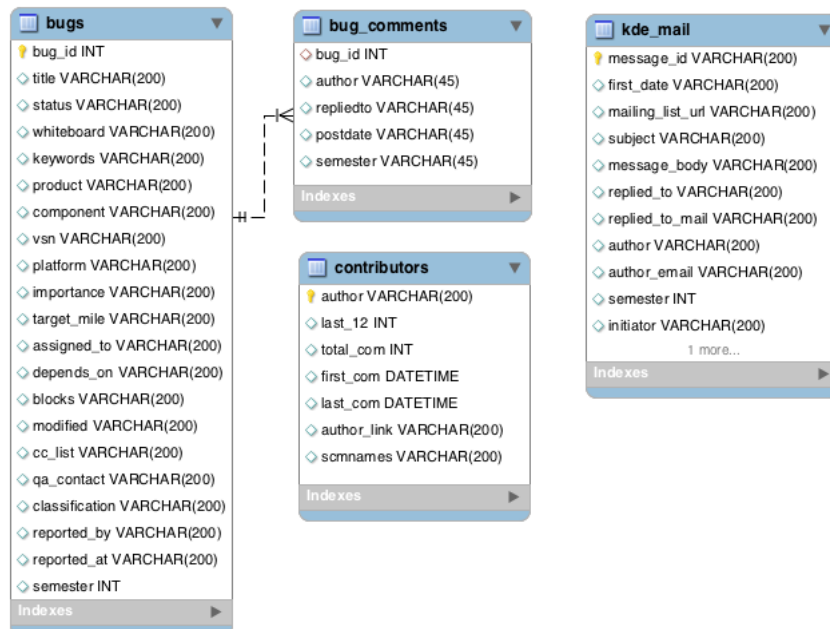 bugs
bug_id INT
title VARCHAR(200)
status VARCHAR(200)
whiteboard VARCHAR(200)
keywords VARCHAR(200)
product VARCHAR(200)
component VARCHAR(200)
vsn VARCHAR(200)
platform VARCHAR(200)
importance VARCHAR(200)
target_mile VARCHAR(200)
assigned_to VARCHAR(200)
depends_on VARCHAR(200)
blocks VARCHAR(200)
modified VARCHAR(200)
cc_list VARCHAR(200)
qa_contact VARCHAR(200)
classification VARCHAR(200)
reported_by VARCHAR(200)
reported_at VARCHAR(200)
semester INT
Indexes
bug_comments
bug_id INT
author VARCHAR(45)
repliedto VARCHAR(45)
postdate VARCHAR(45)
semester VARCHAR(45)
Indexes
contributors
author VARCHAR(200)
last_12 INT
total_com INT
first_com DATETIME
last_com DATETIME
author_link VARCHAR(200)
scmnames VARCHAR(200)
Indexes
kde_mail
message_id VARCHAR(200)
first_date VARCHAR(200)
mailing_list_url VARCHAR(200)
subject VARCHAR(200)
message_body VARCHAR(200)
replied_to VARCHAR(200)
replied_to_mail VARCHAR(200)
author VARCHAR(200)
author_email VARCHAR(200)
semester INT
initiator VARCHAR(200)
1 more...
Indexes